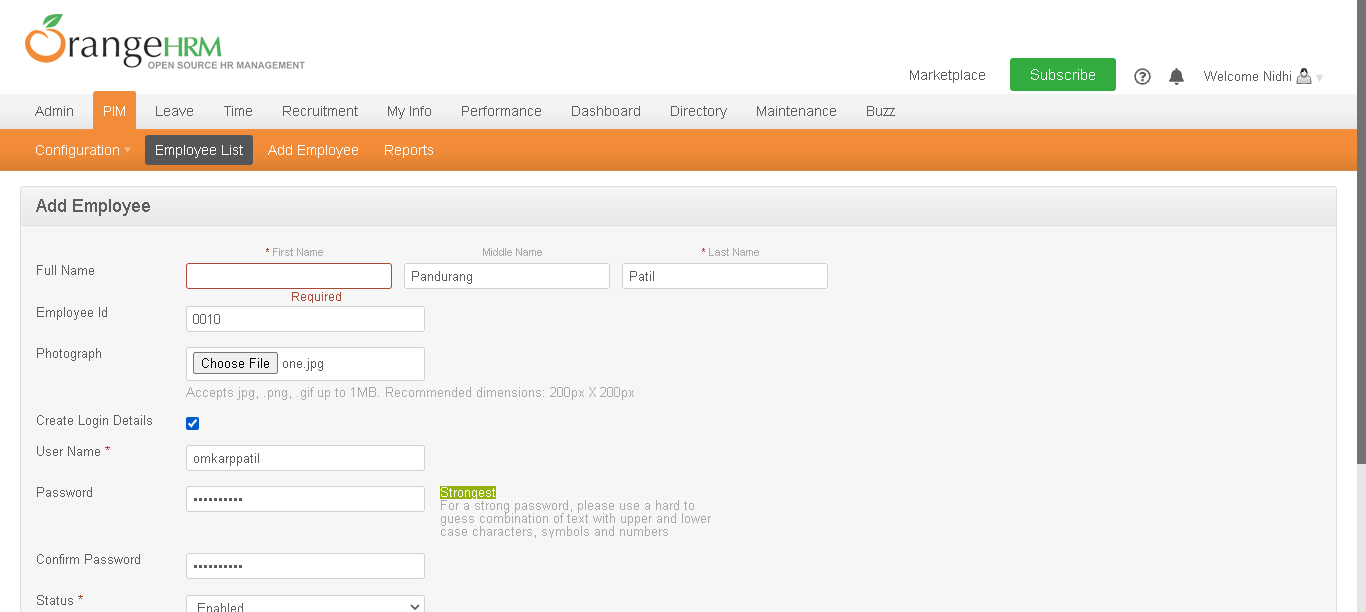 OrangeHRM
OPEN SOURCE HR MANAGEMENT
Marketplace Subscribe ? Welcome Nidhi
Admin PIM Leave Time Recruitment My Info Performance Dashboard Directory Maintenance Buzz
Configuration Employee List Add Employee Reports
Add Employee
* First Name Middle Name * Last Name
Full Name Pandurang Patil
Required
Employee Id 0010
Photograph Choose File one.jpg
Accepts jpg, .png, .gif up to 1MB. Recommended dimensions: 200px X 200px
Create Login Details
User Name * omkarppatil
Password •••••••••• Strongest
For a strong password, please use a hard to
guess combination of text with upper and lower
case characters, symbols and numbers
Confirm Password ••••••••••
Status * Enabled